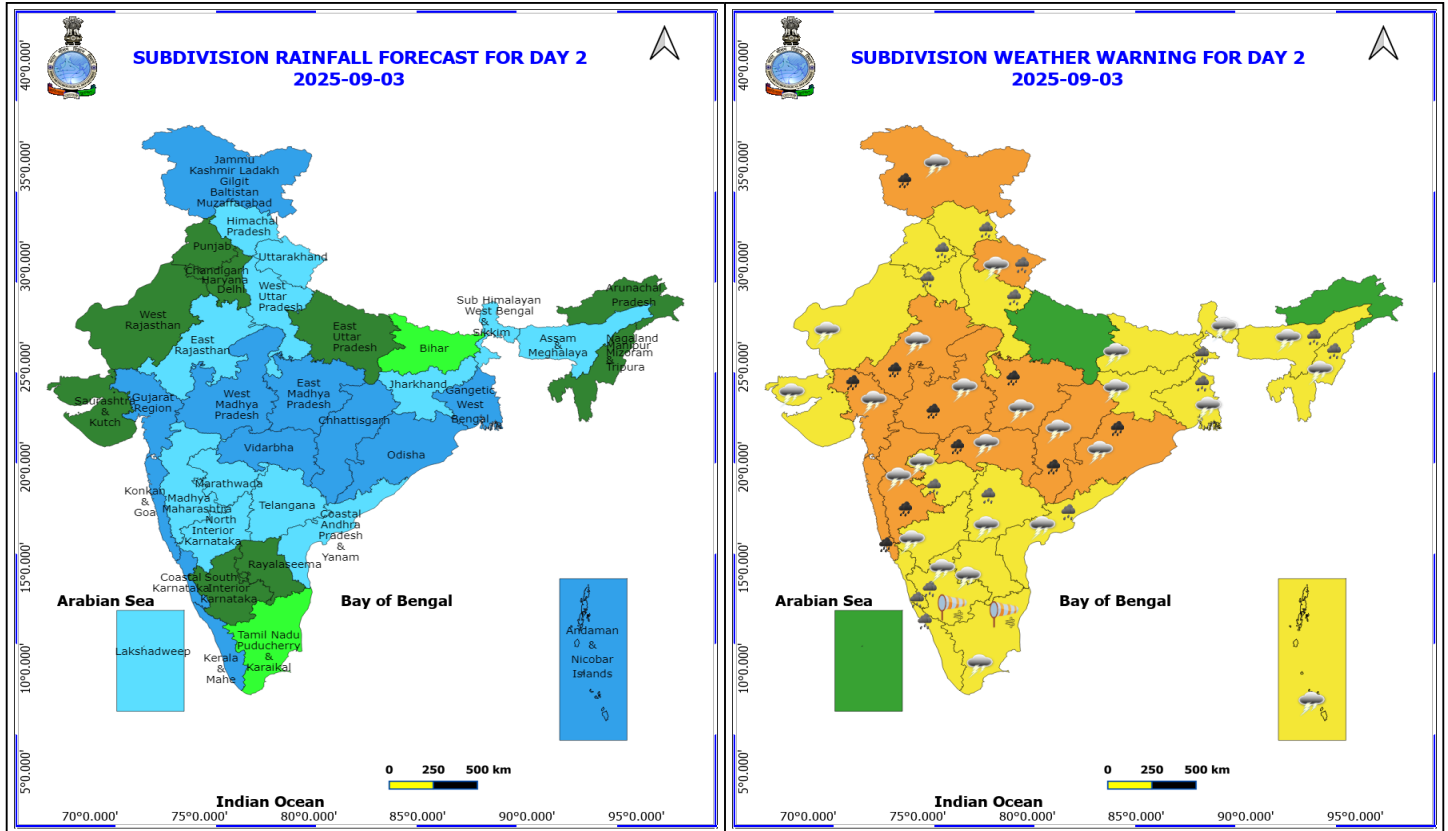 SUBDIVISION RAINFALL FORECAST FOR DAY 2
2025-09-03
40°0.000'
35°0.000'
30°0.000'
25°0.000'
20°0.000'
15°0.000'
10°0.000'
5°0.000'
Jammu
Kashmir Ladakh
Gilgit
Baltistan
Muzaffarabad
Himachal
Pradesh
Punjab
Uttarakhand
Chandigarh
Haryana
Delhi
West
Uttar
Pradesh
West
Rajasthan
East
Rajasthan
East
Uttar
Pradesh
Bihar
Sub Himalayan
West Bengal
&
Sikkim
Arunachal
Pradesh
Assam
&
Meghalaya
Nagaland
Manipur
Mizoram
&
Tripura
Saurashtra
&
Kutch
Gujarat
Region
West
Madhya
Pradesh
East
Madhya
Pradesh
Jharkhand
Gangetic
West
Bengal
Chhattisgarh
Vidarbha
Odisha
Konkan
&
Goa
Marathwada
Madhya
Maharashtra
North
Interior
Karnataka
Telangana
Coastal
Andhra
Pradesh
&
Yanam
Rayalaseema
Coastal
Karnataka
South
Interior
Karnataka
Arabian Sea
Bay of Bengal
Lakshadweep
Tamil Nadu
Puducherry
&
Karaikal
Kerala
&
Mahe
Andaman
&
Nicobar
Islands
0 250 500 km
Indian Ocean
70°0.000' 75°0.000' 80°0.000' 85°0.000' 90°0.000' 95°0.000'
SUBDIVISION WEATHER WARNING FOR DAY 2
2025-09-03
40°0.000'
35°0.000'
30°0.000'
25°0.000'
20°0.000'
15°0.000'
10°0.000'
5°0.000'
Arabian Sea
Bay of Bengal
0 250 500 km
Indian Ocean
70°0.000' 75°0.000' 80°0.000' 85°0.000' 90°0.000' 95°0.000'